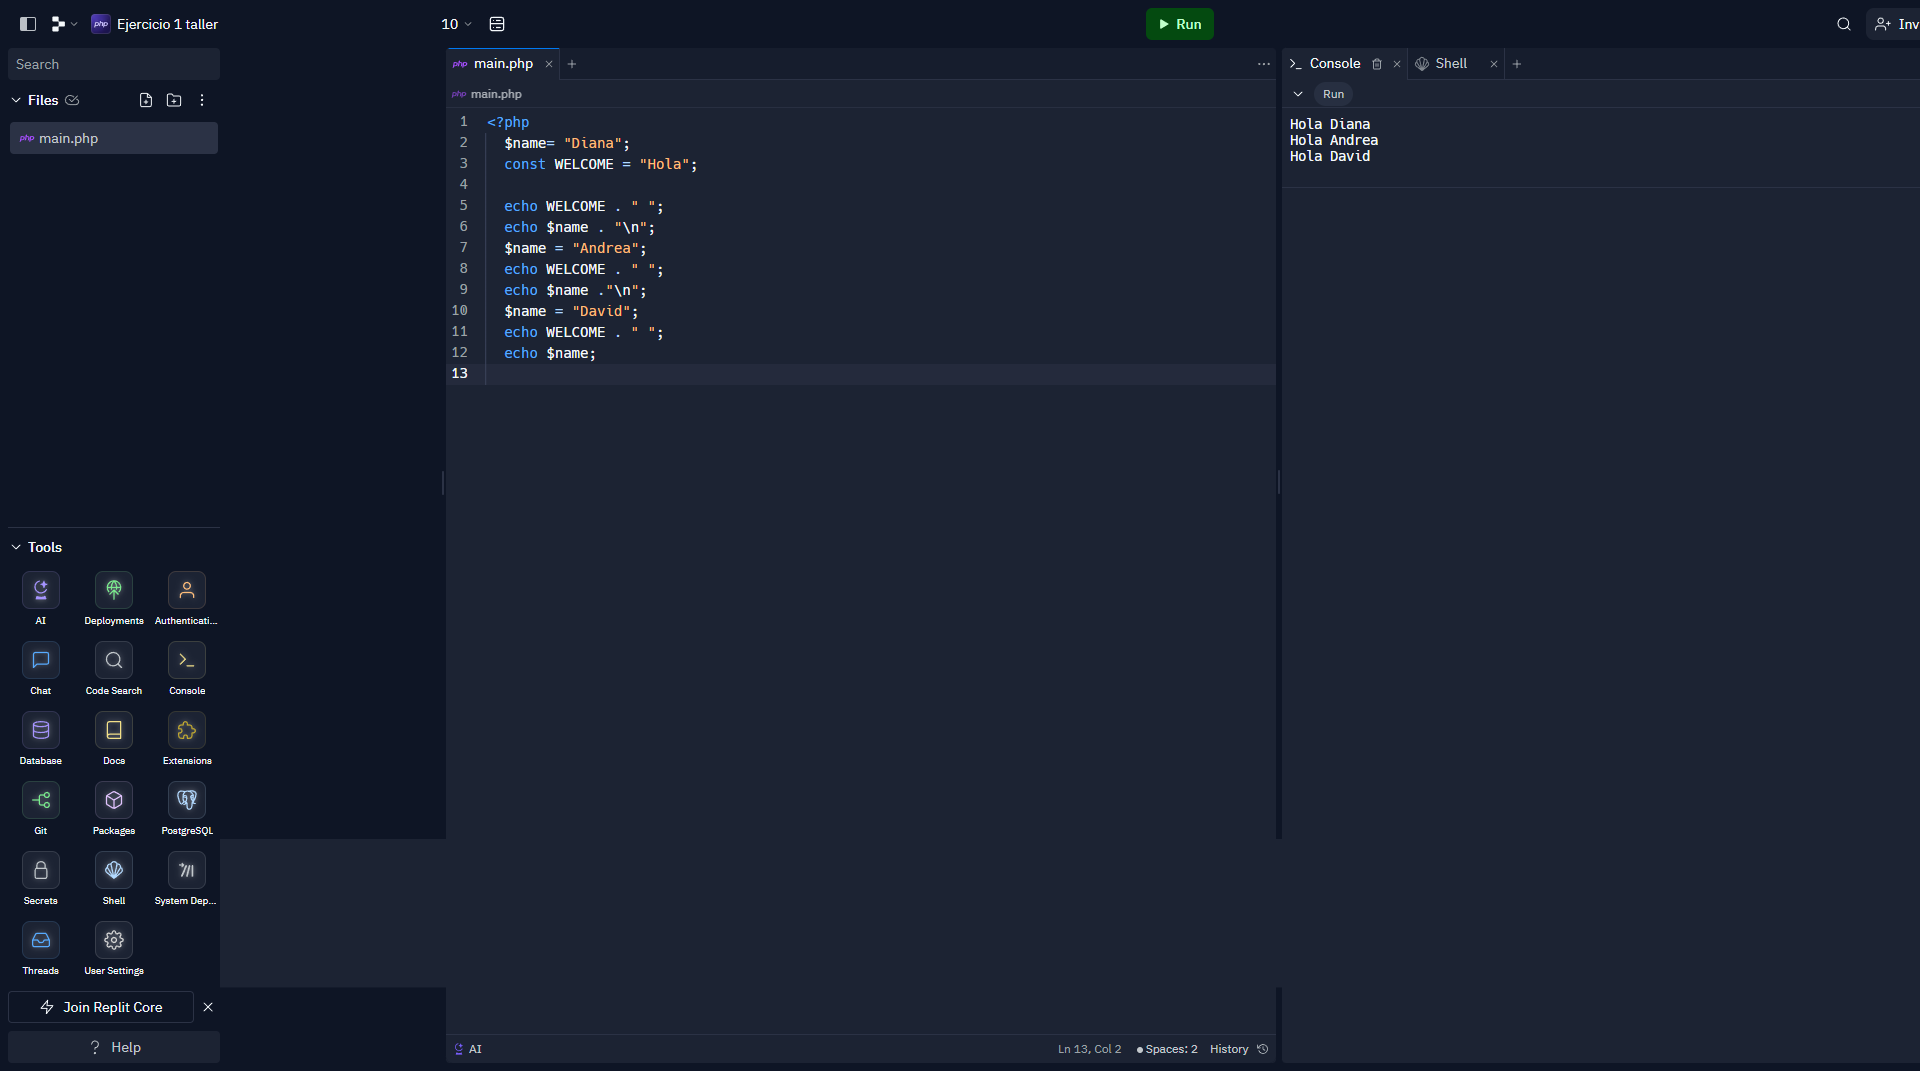 php Ejercicio 1 taller
10
Run
Inv
Search
Files
php main.php
Tools
AI
Deployments
Authenticati...
Chat
Code Search
Console
Database
Docs
Extensions
Git
Packages
PostgreSQL
Secrets
Shell
System Dep...
Threads
User Settings
Join Replit Core
? Help
php main.php
php main.php
1 <?php
2 $name= "Diana";
3 const WELCOME = "Hola";
4
5 echo WELCOME . " ";
6 echo $name . "\n";
7 $name = "Andrea";
8 echo WELCOME . " ";
9 echo $name ."\n";
10 $name = "David";
11 echo WELCOME . " ";
12 echo $name;
13
AI
Ln 13, Col 2
Spaces: 2
History
Console
Shell
Run
Hola Diana
Hola Andrea
Hola David